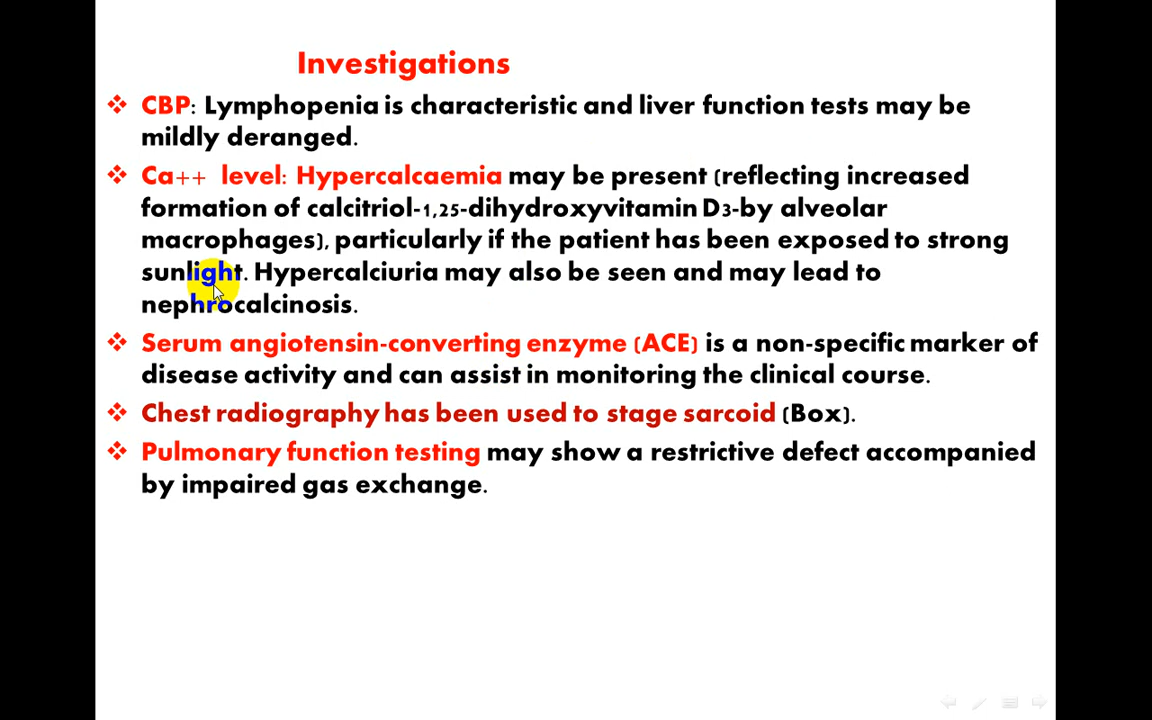 Investigations
CBP: Lymphopenia is characteristic and liver function tests may be
mildly deranged.
Ca++ level: Hypercalcaemia may be present (reflecting increased
formation of calcitriol-1,25-dihydroxyvitamin D3-by alveolar
macrophages), particularly if the patient has been exposed to strong
sunlight. Hypercalciuria may also be seen and may lead to
nephrocalcinosis.
Serum angiotensin-converting enzyme (ACE) is a non-specific marker of
disease activity and can assist in monitoring the clinical course.
Chest radiography has been used to stage sarcoid (Box).
Pulmonary function testing may show a restrictive defect accompanied
by impaired gas exchange.